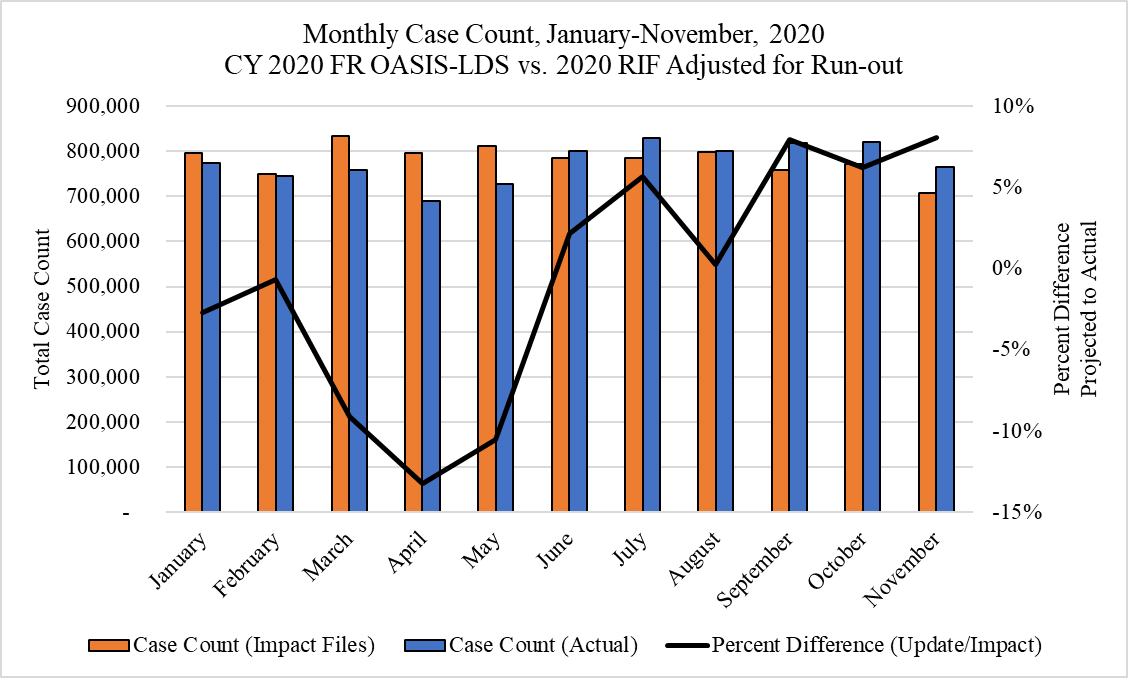 Monthly Case Count, January-November, 2020
CY 2020 FR OASIS-LDS vs. 2020 RIF Adjusted for Run-out
Total Case Count
900,000
800,000
700,000
600,000
500,000
400,000
300,000
200,000
100,000
-
10%
5%
0%
-5%
-10%
-15%
Percent Difference
Projected to Actual
January
February
March
April
May
June
July
August
September
October
November
Case Count (Impact Files)
Case Count (Actual)
Percent Difference (Update/Impact)